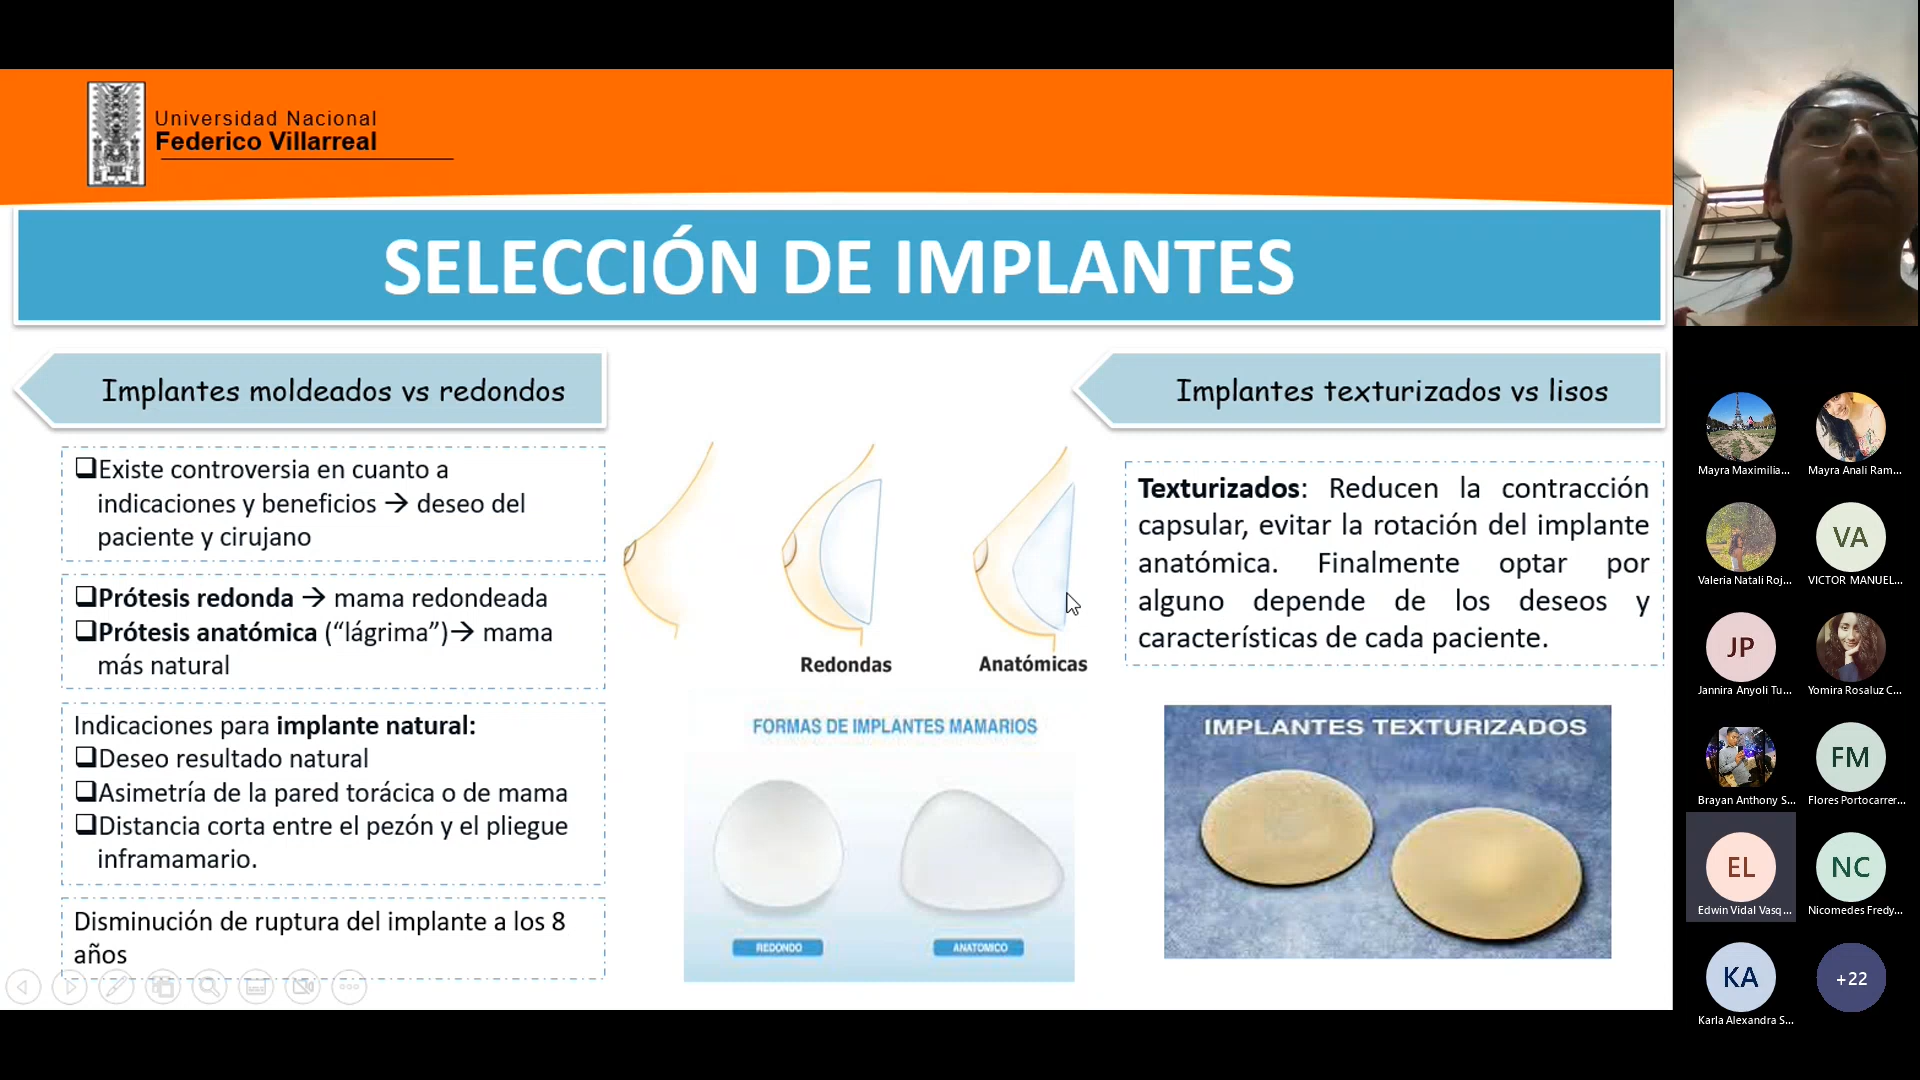 Universidad Nacional
Federico Villarreal
SELECCIÓN DE IMPLANTES
Implantes moldeados vs redondos
Existe controversia en cuanto a
indicaciones y beneficios → deseo del
paciente y cirujano
Prótesis redonda → mama redondeada
Prótesis anatómica (“lágrima”)→ mama
más natural
Indicaciones para implante natural:
Deseo resultado natural
Asimetría de la pared torácica o de mama
Distancia corta entre el pezón y el pliegue
inframamario.
Disminución de ruptura del implante a los 8
años
Redondas
Anatómicas
FORMAS DE IMPLANTES MAMARIOS
REDONDO
ANATOMICO
Implantes texturizados vs lisos
Texturizados: Reducen la contracción
capsular, evitar la rotación del implante
anatómica. Finalmente optar por
alguno depende de los deseos y
características de cada paciente.
IMPLANTES TEXTURIZADOS
Mayra Maximilia...
Mayra Anali Ram...
Valeria Natali Roj...
VA
VICTOR MANUEL...
JP
Jannira Anyoli Tu...
Yomira Rosaluz C...
Brayan Anthony S...
FM
Flores Portocarrer...
EL
Edwin Vidal Vasq...
NC
Nicomedes Fredy...
KA
Karla Alexandra S...
+22